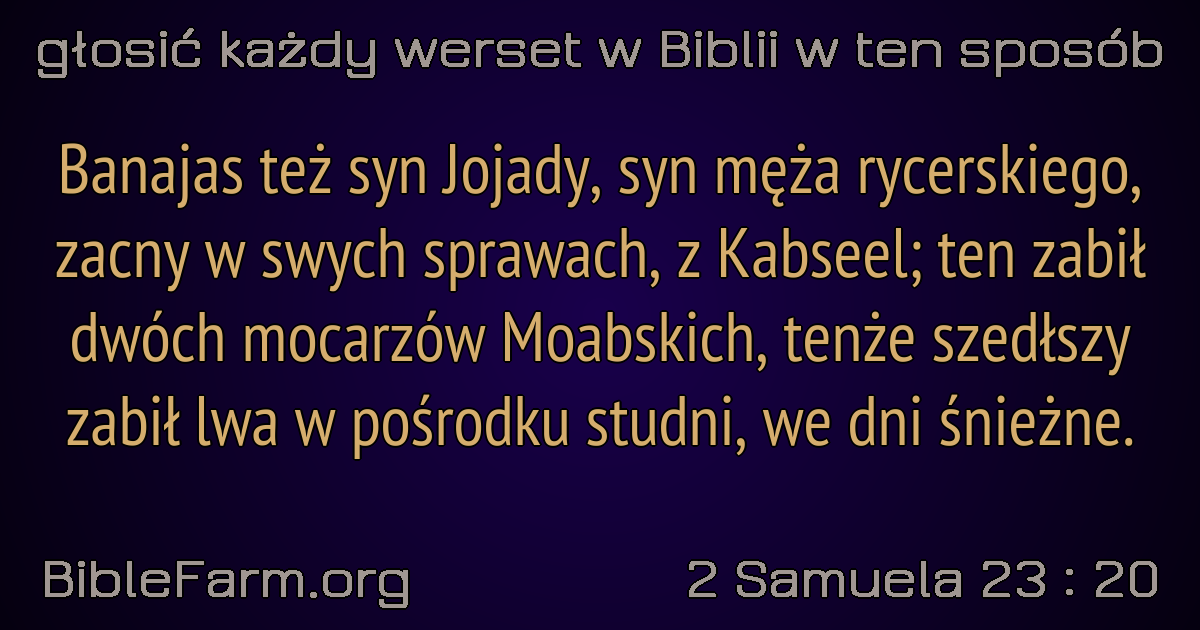 głosić każdy werset w Biblii w ten sposób
Banajas też syn Jojady, syn męża rycerskiego,
zacny w swych sprawach, z Kabseel; ten zabił
dwóch mocarzów Moabskich, tenże szedłszy
zabił lwa w pośrodku studni, we dni śnieżne.
BibleFarm.org
2 Samuela 23 : 20